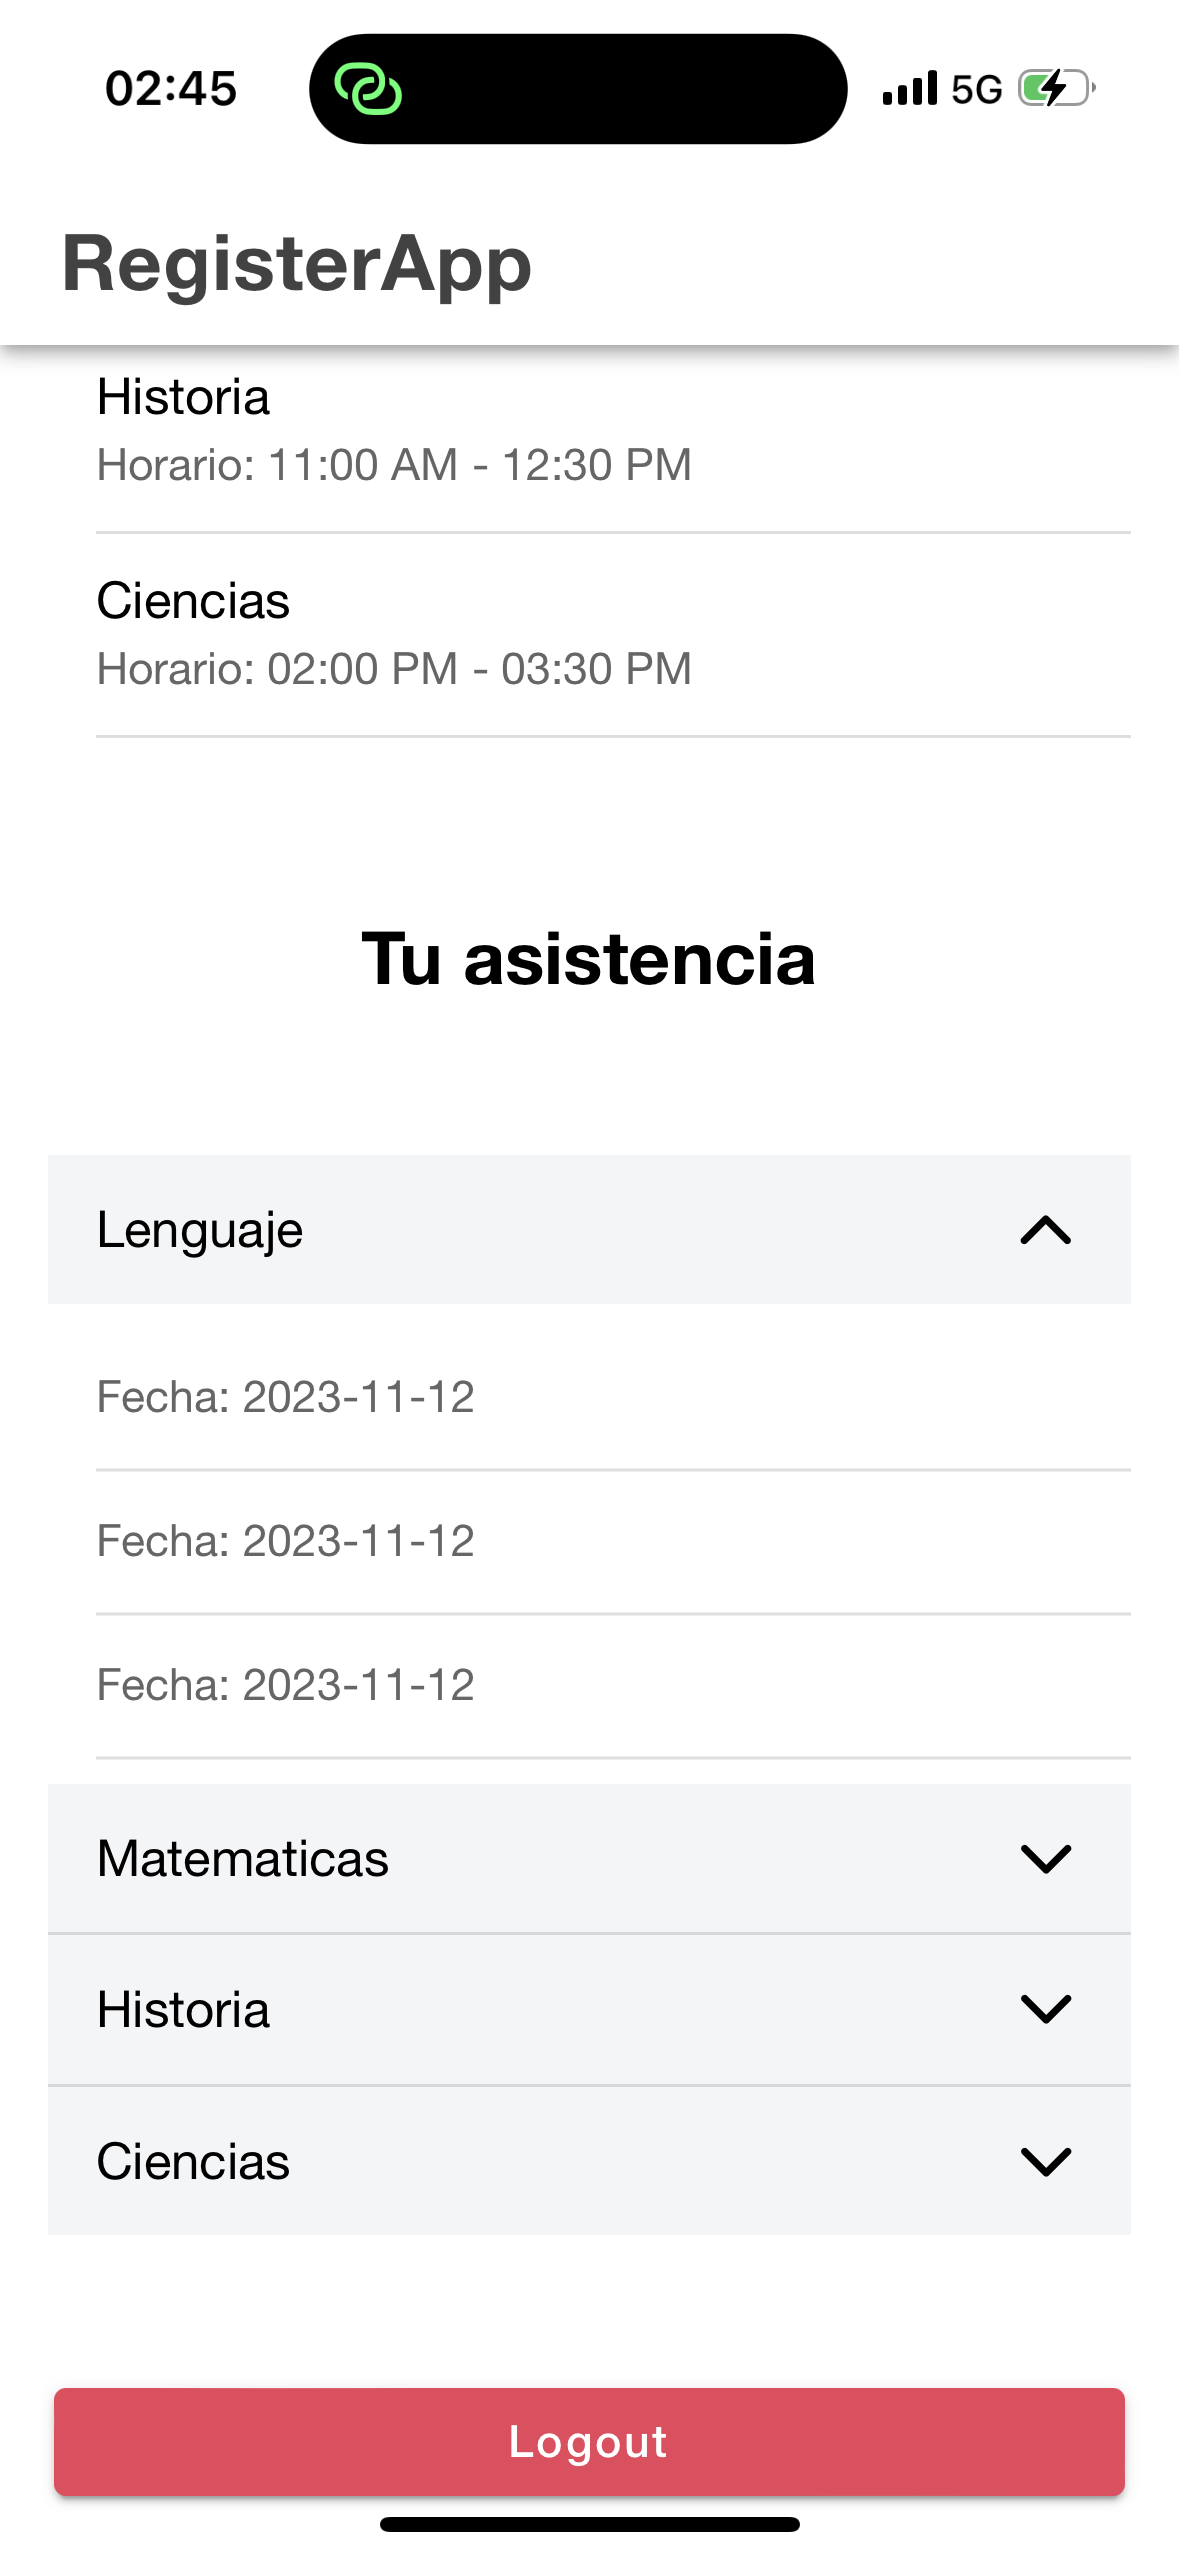 02:45
5G
RegisterApp
Historia
Horario: 11:00 AM - 12:30 PM
Ciencias
Horario: 02:00 PM - 03:30 PM
Tu asistencia
Lenguaje
Fecha: 2023-11-12
Fecha: 2023-11-12
Fecha: 2023-11-12
Matematicas
Historia
Ciencias
Logout